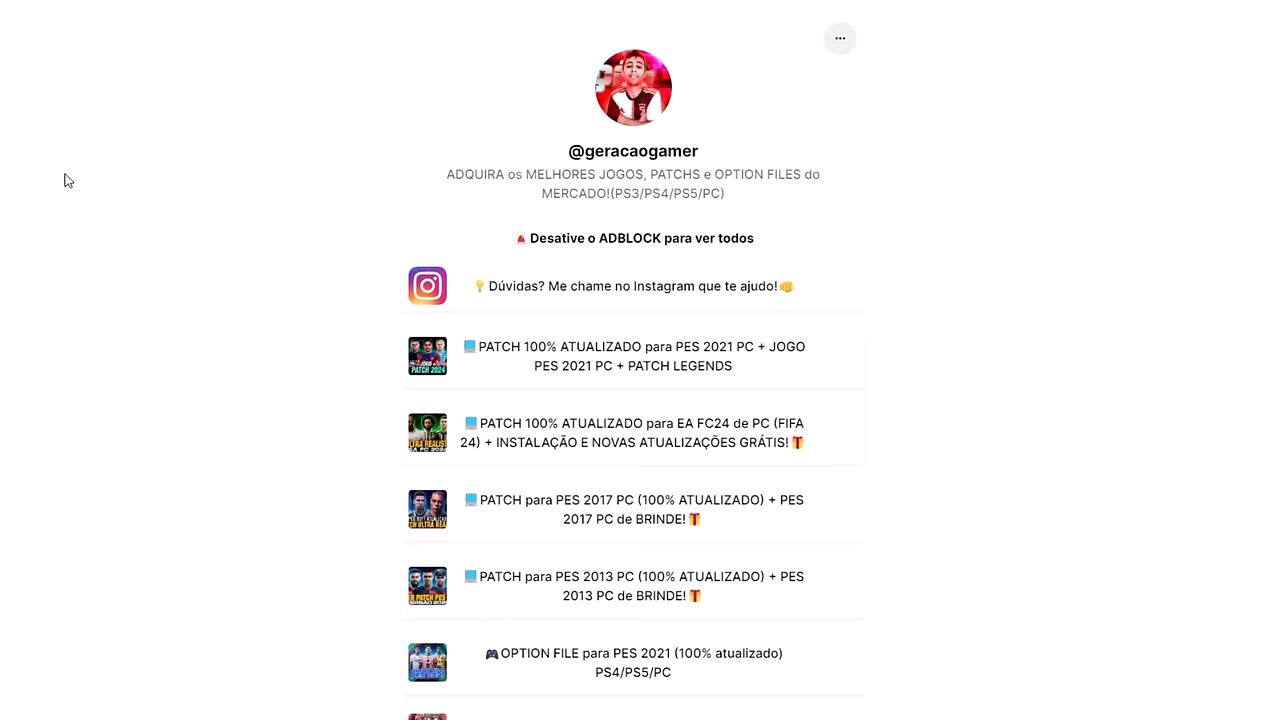 @geracaogamer
ADQUIRA os MELHORES JOGOS, PATCHS e OPTION FILES do
MERCADO!(PS3/PS4/PS5/PC)
🚨 Desative o ADBLOCK para ver todos
💡 Dúvidas? Me chame no Instagram que te ajudo!👊
💻PATCH 100% ATUALIZADO para PES 2021 PC + JOGO
PES 2021 PC + PATCH LEGENDS
PATCH 2024
💻PATCH 100% ATUALIZADO para EA FC24 de PC (FIFA
24) + INSTALAÇÃO E NOVAS ATUALIZAÇÕES GRÁTIS!🎁
💻PATCH para PES 2017 PC (100% ATUALIZADO) + PES
2017 PC de BRINDE!🎁
💻PATCH para PES 2013 PC (100% ATUALIZADO) + PES
2013 PC de BRINDE!🎁
🎮OPTION FILE para PES 2021 (100% atualizado)
PS4/PS5/PC